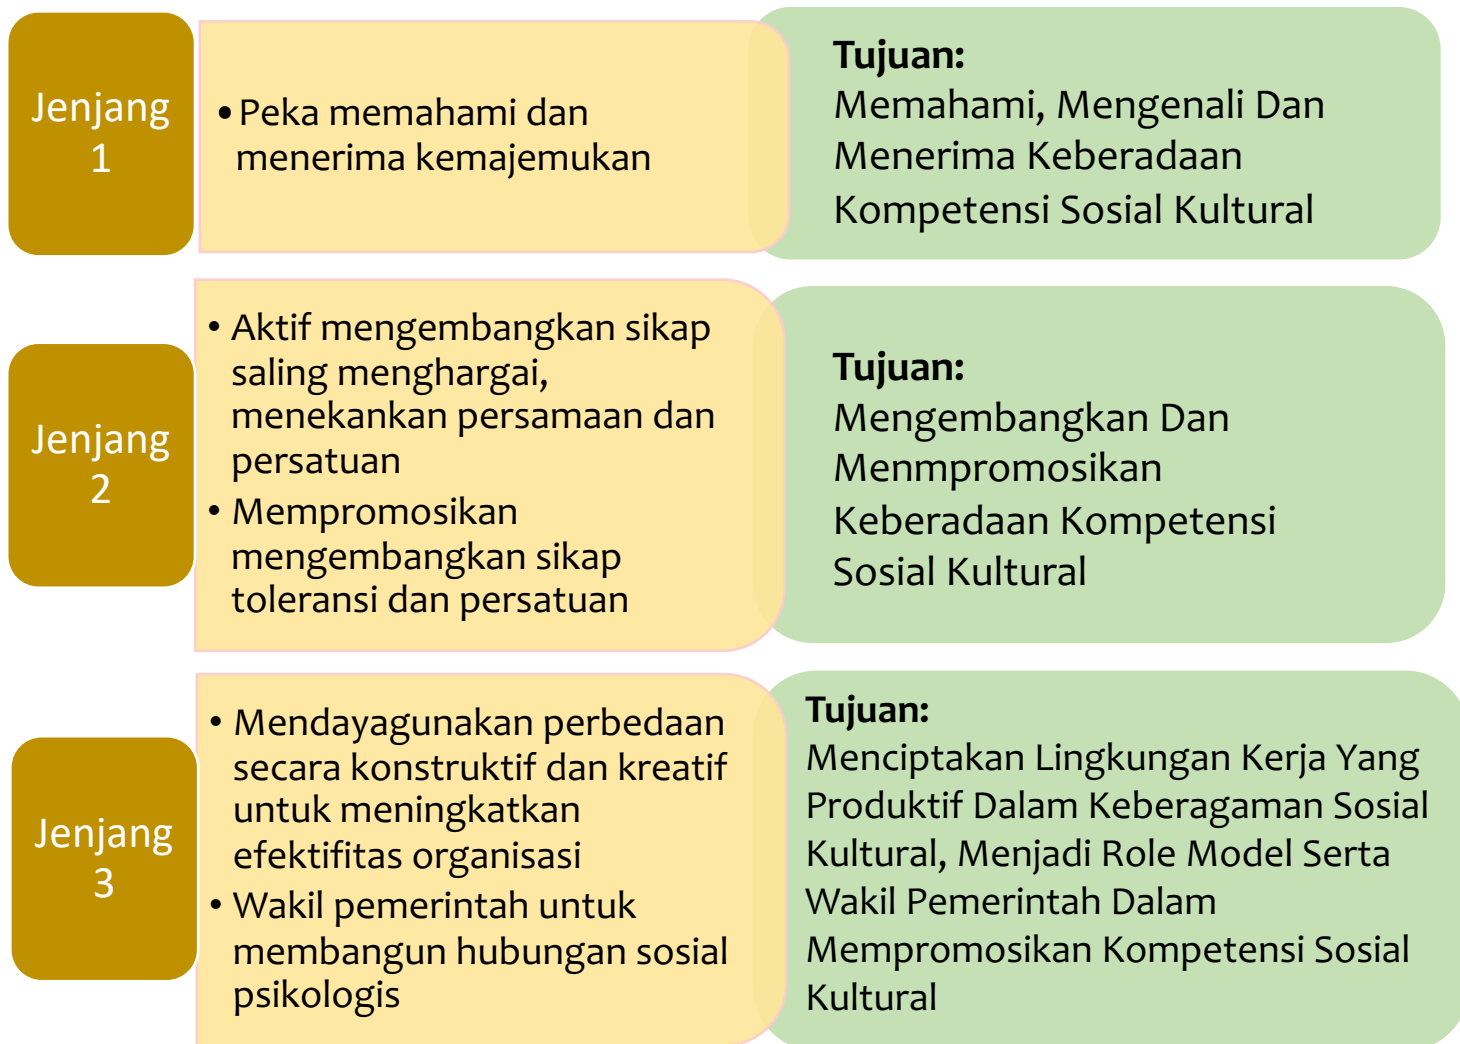 Jenjang
1
• Peka memahami dan
menerima kemajemukan
Tujuan:
Memahami, Mengenali Dan
Menerima Keberadaan
Kompetensi Sosial Kultural
Jenjang
2
• Aktif mengembangkan sikap
saling menghargai,
menekankan persamaan dan
persatuan
• Mempromosikan
mengembangkan sikap
toleransi dan persatuan
Tujuan:
Mengembangkan Dan
Menmpromosikan
Keberadaan Kompetensi
Sosial Kultural
Jenjang
3
• Mendayagunakan perbedaan
secara konstruktif dan kreatif
untuk meningkatkan
efektifitas organisasi
• Wakil pemerintah untuk
membangun hubungan sosial
psikologis
Tujuan:
Menciptakan Lingkungan Kerja Yang
Produktif Dalam Keberagaman Sosial
Kultural, Menjadi Role Model Serta
Wakil Pemerintah Dalam
Mempromosikan Kompetensi Sosial
Kultural